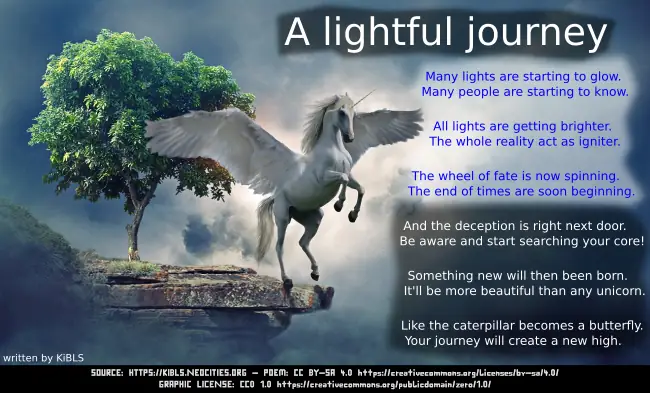 A lightful journey
Many lights are starting to glow.
Many people are starting to know.
All lights are getting brighter.
The whole reality act as igniter.
The wheel of fate is now spinning.
The end of times are soon beginning.
And the deception is right next door.
Be aware and start searching your core!
Something new will then been born.
It'll be more beautiful than any unicorn.
Like the caterpillar becomes a butterfly.
Your journey will create a new high.
written by KiBLS
SOURCE: HTTPS://KIBLS.NEOCITIES.ORG – POEM: CC BY-SA 4.0 https://creativecommons.org/licenses/by-sa/4.0/
GRAPHIC LICENSE: CC0 1.0 https://creativecommons.org/publicdomain/zero/1.0/